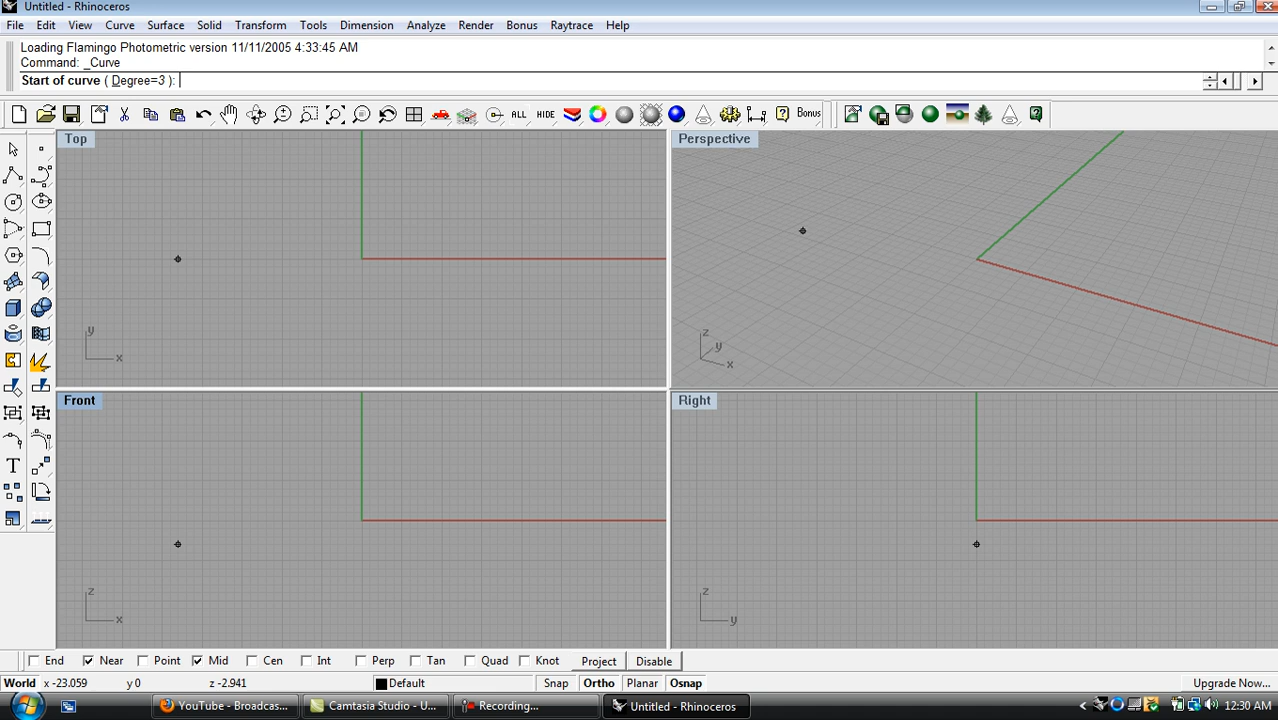 Untitled - Rhinoceros
File Edit View Curve Surface Solid Transform Tools Dimension Analyze Render Bonus Raytrace Help
Loading Flamingo Photometric version 11/11/2005 4:33:45 AM
Command: _Curve
Start of curve ( Degree=3 ):
ALL HIDE Bonus
Top
Perspective
y
x
z
y
x
Front
Right
z
x
z
y
T
End Near Point Mid Cen Int Perp Tan Quad Knot Project Disable
World x -23.059 y 0 z -2.941 Default Snap Ortho Planar Osnap Upgrade Now...
YouTube - Broadcas... Camtasia Studio - U... Recording... Untitled - Rhinocero... 12:30 AM